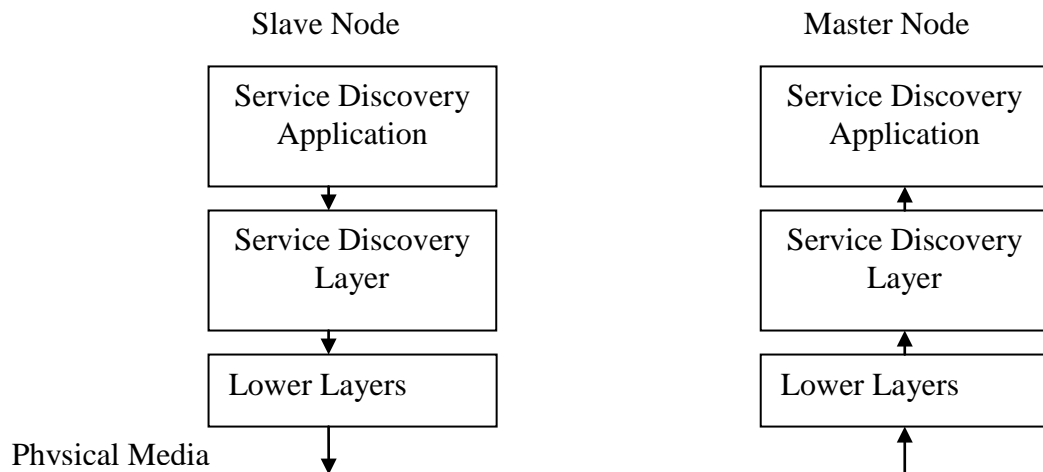 Slave Node
Master Node
Service Discovery
Application
Service Discovery
Application
Service Discovery
Layer
Service Discovery
Layer
Lower Layers
Lower Layers
Physical Media